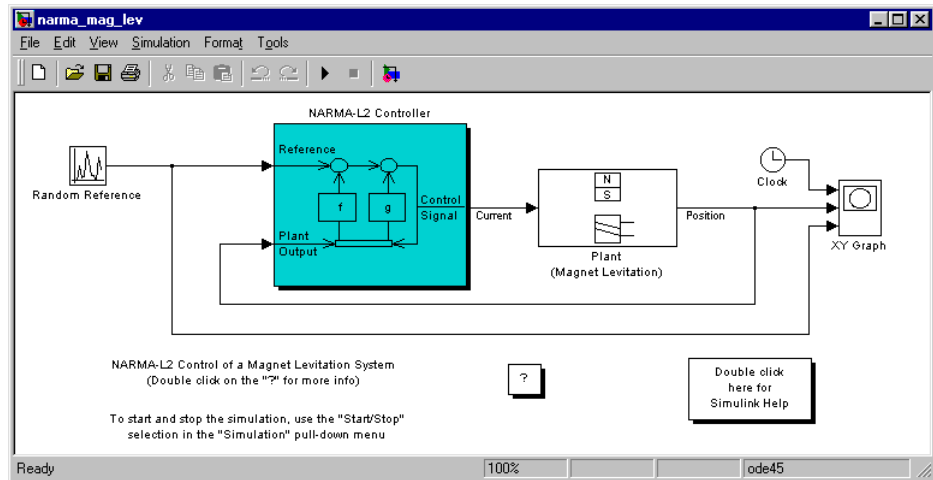 narma_mag_lev
File Edit View Simulation Format Tools
NARMA-L2 Controller
Reference
Random Reference
f
g
Control
Signal
Current
Plant
Output
N
S
Position
Plant
(Magnet Levitation)
Clock
XY Graph
NARMA-L2 Control of a Magnet Levitation System
(Double click on the "?" for more info)
?
Double click
here for
Simulink Help
To start and stop the simulation, use the "Start/Stop"
selection in the "Simulation" pull-down menu
Ready 100% ode45